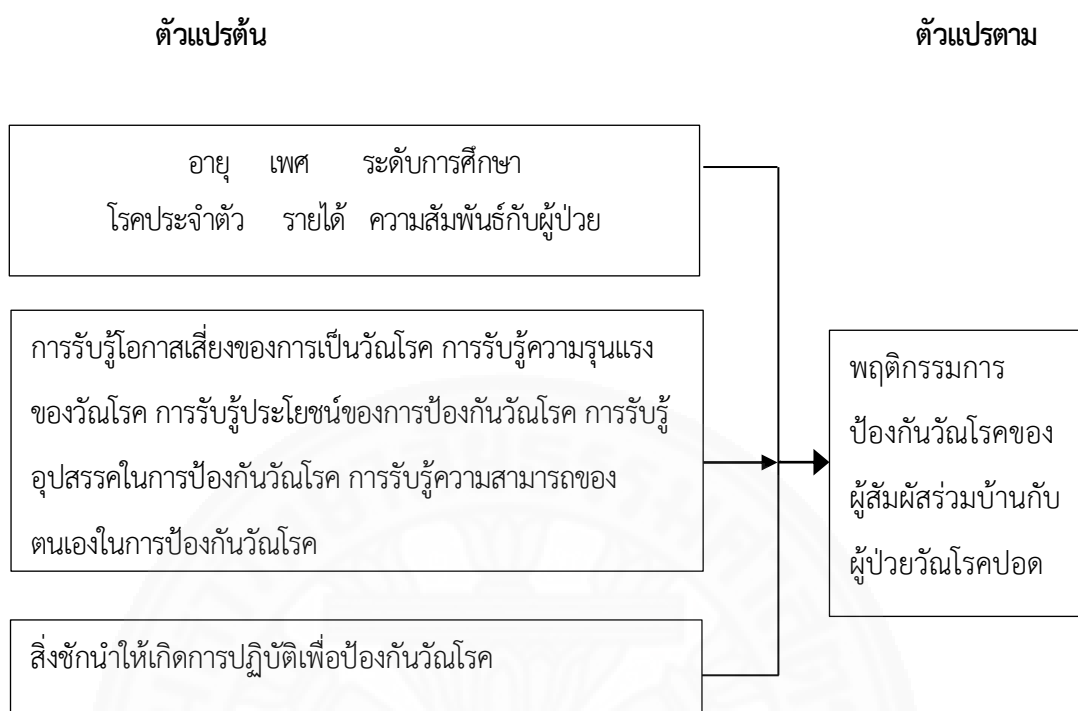 ตัวแปรต้น ตัวแปรตาม
อายุ เพศ ระดับการศึกษา
โรคประจำตัว รายได้ ความสัมพันธ์กับผู้ป่วย
การรับรู้โอกาสเสี่ยงของการเป็นวัณโรค การรับรู้ความรุนแรง
ของวัณโรค การรับรู้ประโยชน์ของการป้องกันวัณโรค การรับรู้
อุปสรรคในการป้องกันวัณโรค การรับรู้ความสามารถของ
ตนเองในการป้องกันวัณโรค
สิ่งชักนำให้เกิดการปฏิบัติเพื่อป้องกันวัณโรค
พฤติกรรมการ
ป้องกันวัณโรคของ
ผู้สัมผัสร่วมบ้านกับ
ผู้ป่วยวัณโรคปอด